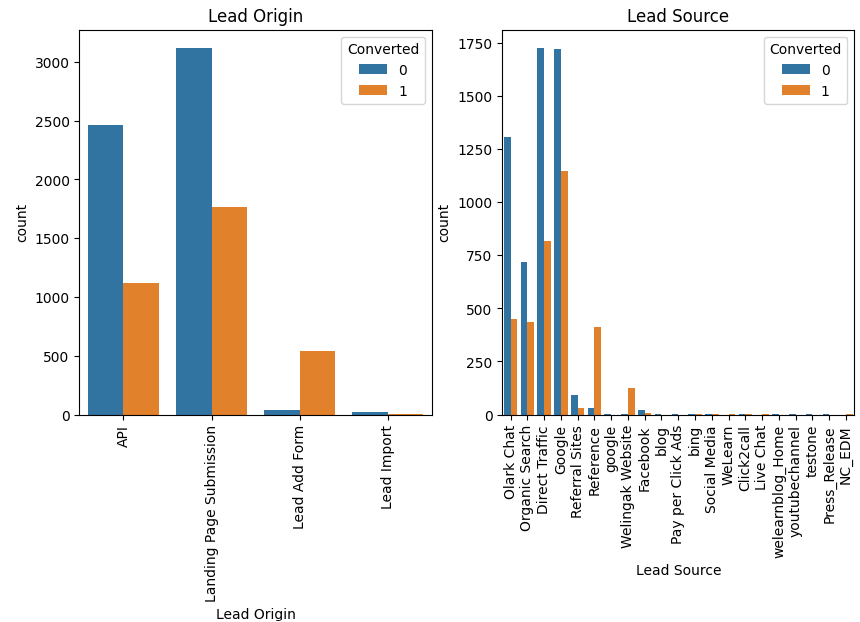 Lead Origin
Converted
0
1
3000
2500
2000
1500
1000
500
0
count
API
Landing Page Submission
Lead Add Form
Lead Import
Lead Origin
Lead Source
Converted
0
1
1750
1500
1250
1000
750
500
250
0
count
Olark Chat
Organic Search
Direct Traffic
Google
Referral Sites
Reference
google
Welingak Website
Facebook
blog
Pay per Click Ads
bing
Social Media
WeLearn
Click2call
Live Chat
welearnblog_Home
youtubechannel
testone
Press_Release
NC_EDM
Lead Source